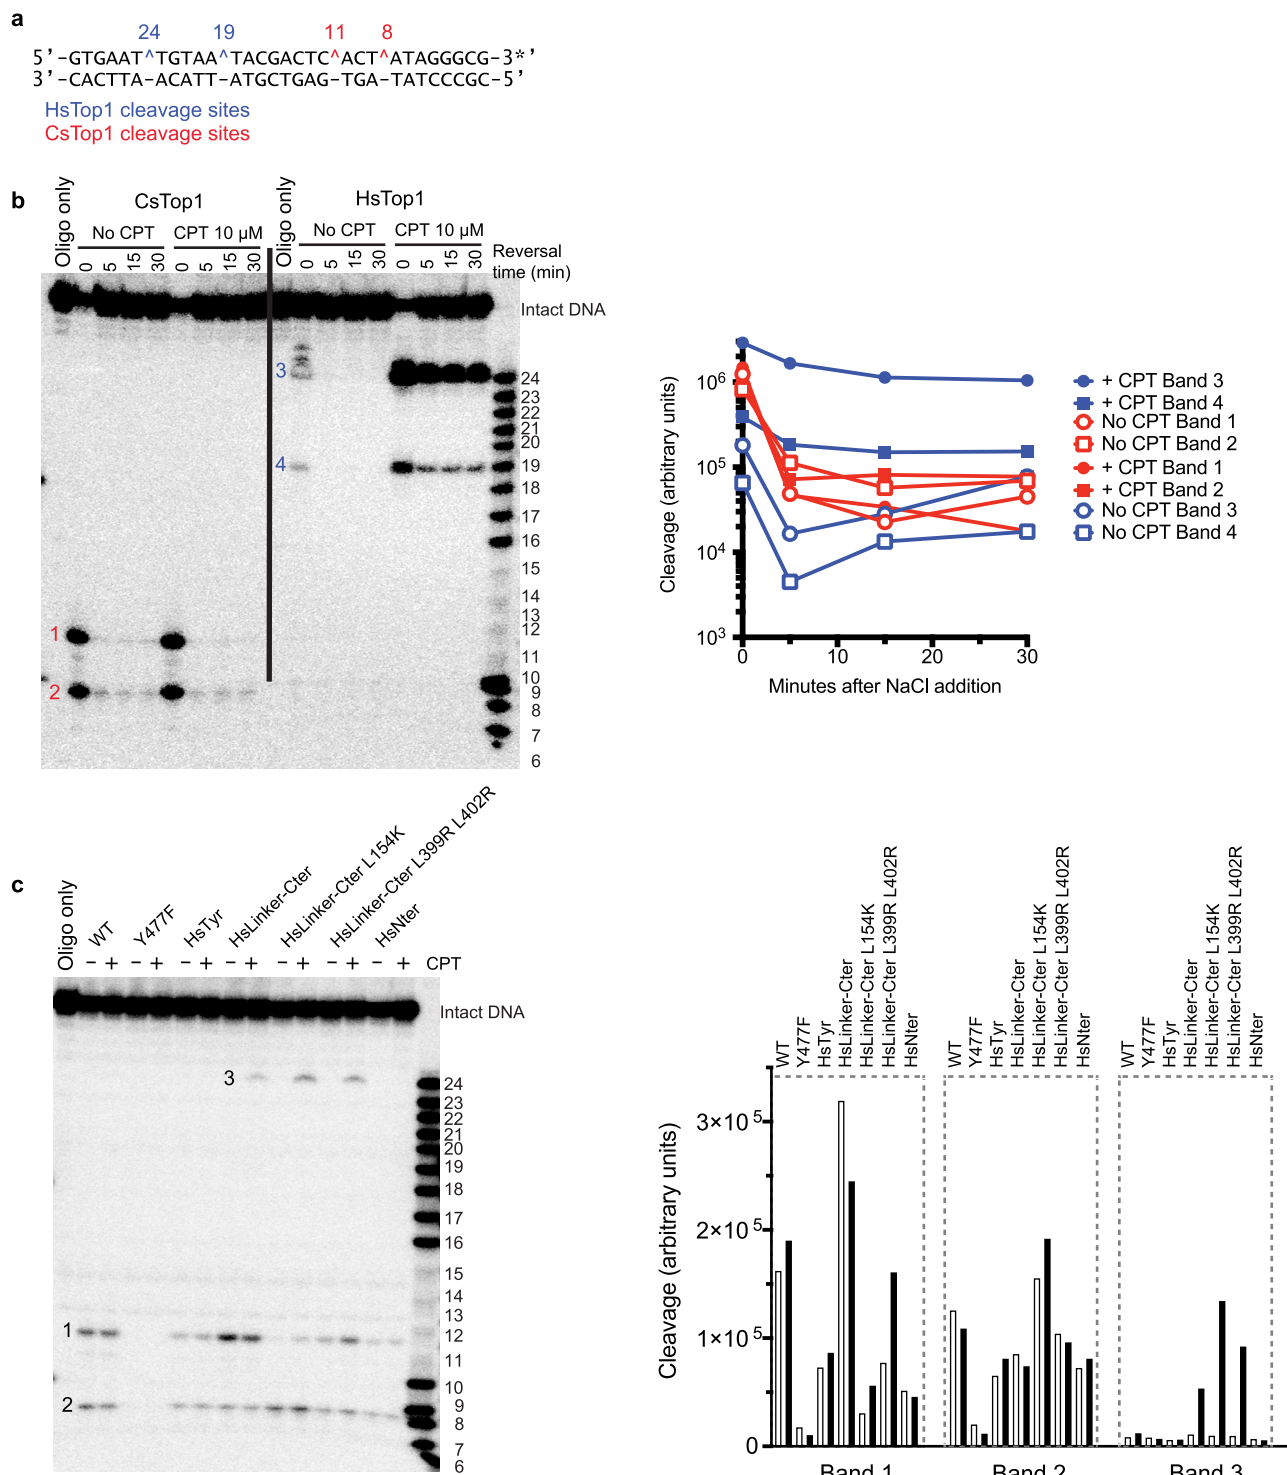 a
24 19 11 8
5’-GTGAAT^TGTAA^TACGACTC^ACT^ATAGGGCG-3*’
3’-CACTTA-ACATT-ATGCTGAG-TGA-TATCCCGC-5’
HsTop1 cleavage sites
CsTop1 cleavage sites
b
Oligo only
CsTop1
Oligo only
HsTop1
No CPT CPT 10 µM No CPT CPT 10 µM
0 5 15 30 0 5 15 30 0 5 15 30 0 5 15 30
Reversal
time (min)
Intact DNA
3
4
1
2
24
23
22
21
20
19
18
17
16
15
14
13
12
11
10
9
8
7
6
Cleavage (arbitrary units)
10⁶
10⁵
10⁴
10³
0 10 20 30
Minutes after NaCl addition
+ CPT Band 3
+ CPT Band 4
No CPT Band 1
No CPT Band 2
+ CPT Band 1
+ CPT Band 2
No CPT Band 3
No CPT Band 4
c
Oligo only
WT
Y477F
HsTyr
HsLinker-Cter
HsLinker-Cter L154K
HsLinker-Cter L399R L402R
HsNter
− + − + − + − + − + − + − + CPT
Intact DNA
3
1
2
24
23
22
21
20
19
18
17
16
15
14
13
12
11
10
9
8
7
6
WT
Y477F
HsTyr
HsLinker-Cter
HsLinker-Cter L154K
HsLinker-Cter L399R L402R
HsNter
WT
Y477F
HsTyr
HsLinker-Cter
HsLinker-Cter L154K
HsLinker-Cter L399R L402R
HsNter
WT
Y477F
HsTyr
HsLinker-Cter
HsLinker-Cter L154K
HsLinker-Cter L399R L402R
HsNter
Cleavage (arbitrary units)
3×10⁵
2×10⁵
1×10⁵
0
Band 1 Band 2 Band 3